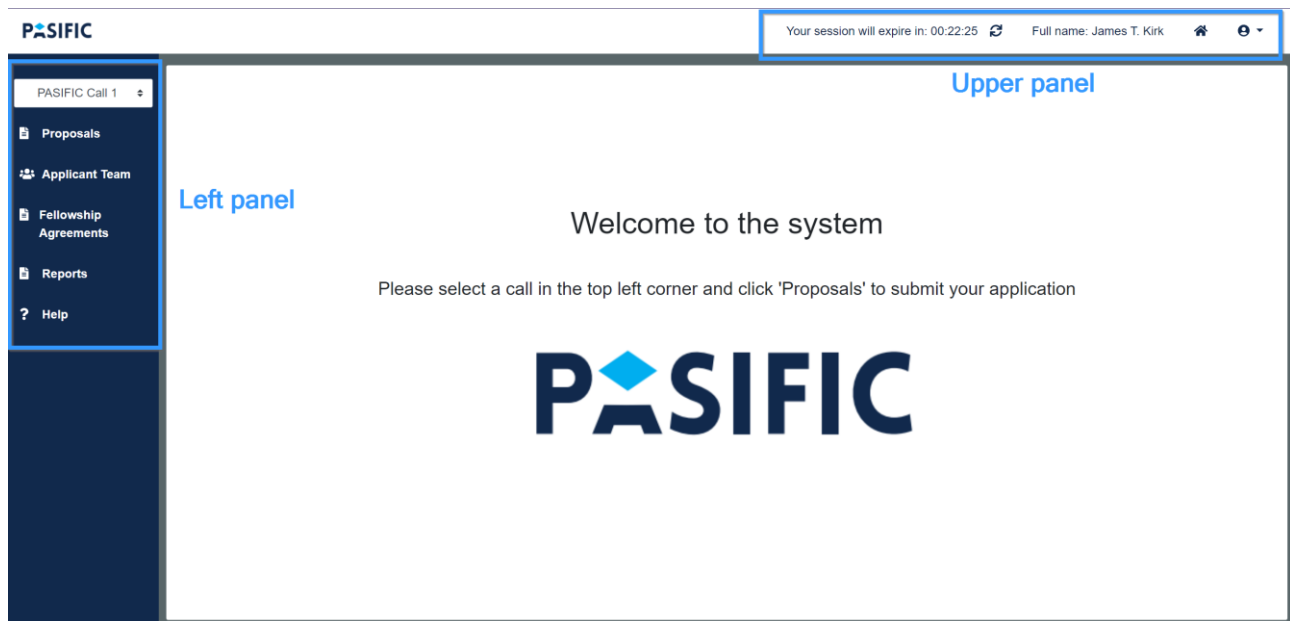 PASIFIC
Your session will expire in: 00:22:25
Full name: James T. Kirk
Upper panel
PASIFIC Call 1
Proposals
Applicant Team
Fellowship
Agreements
Reports
? Help
Left panel
Welcome to the system
Please select a call in the top left corner and click 'Proposals' to submit your application
PASIFIC